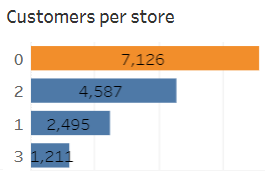 Customers per store
0 7,126
2 4,587
1 2,495
3 1,211